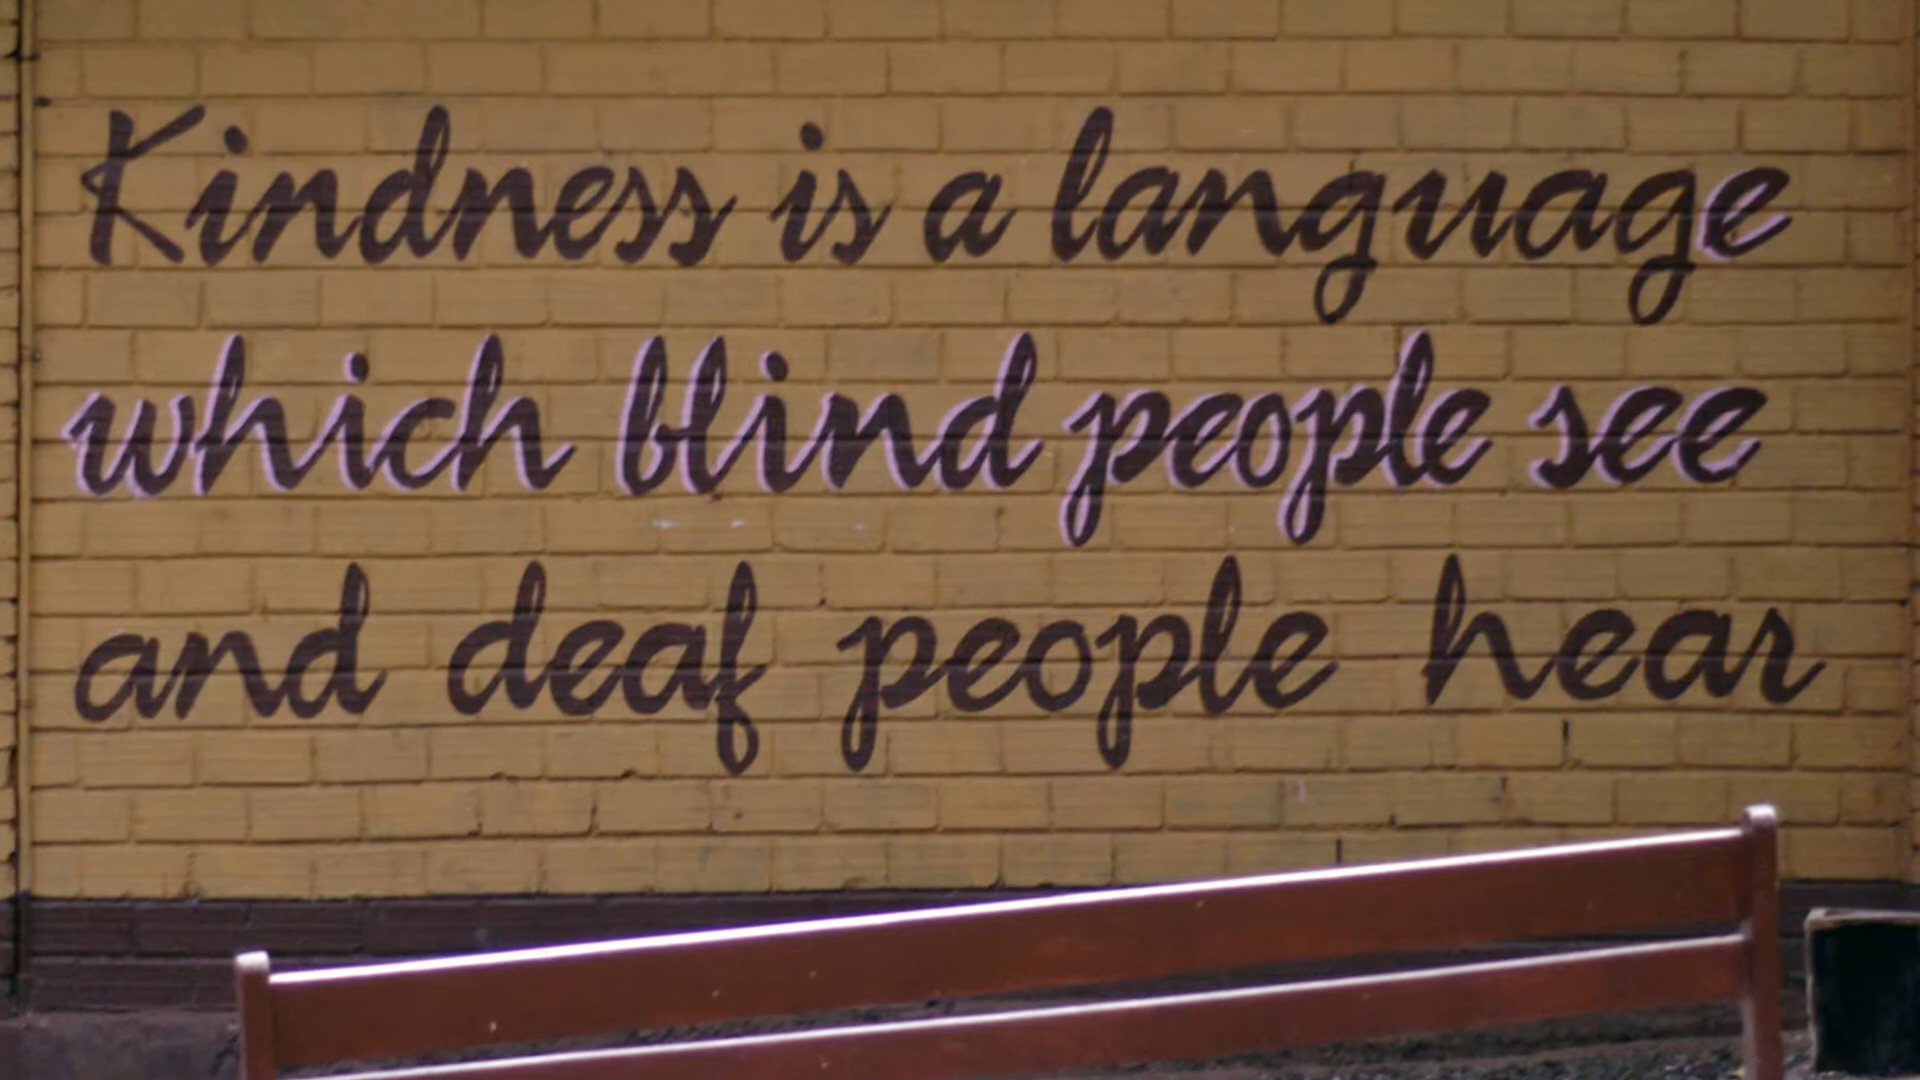 Kindness is a language
which blind people see
and deaf people hear